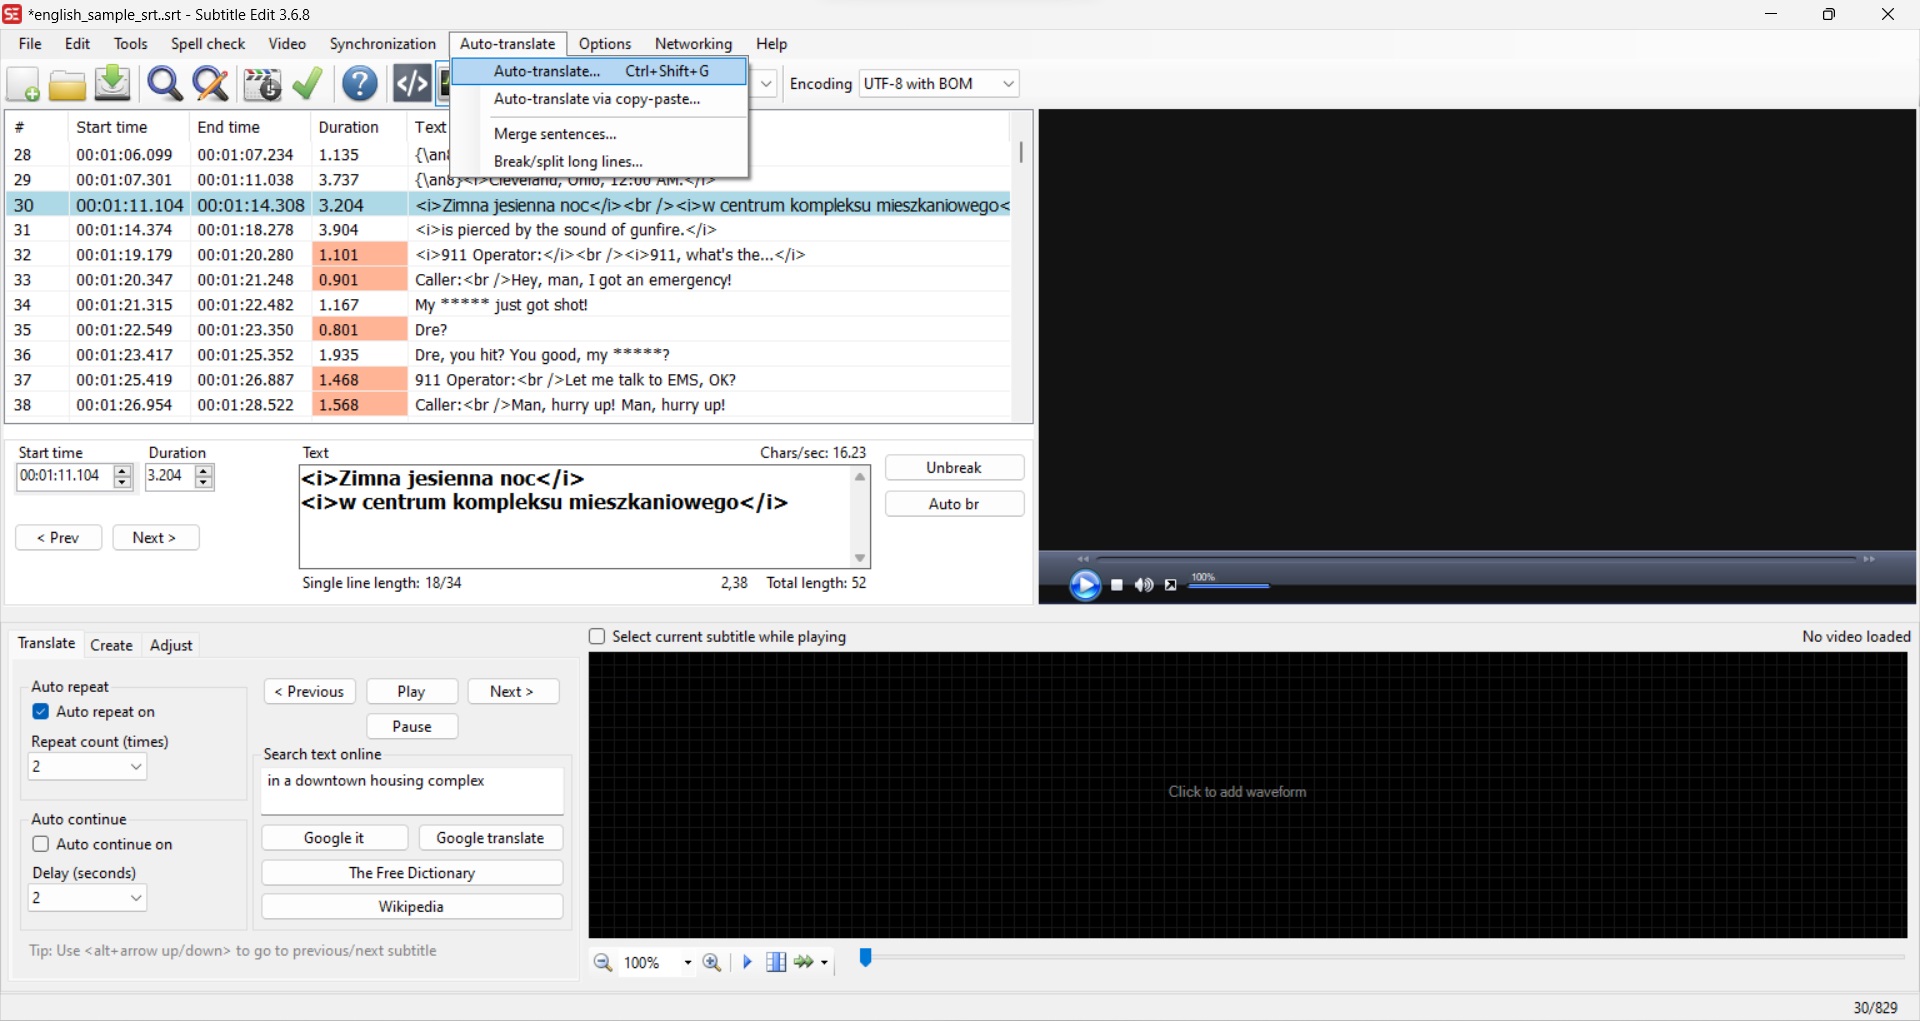 *english_sample_srt..srt - Subtitle Edit 3.6.8
File Edit Tools Spell check Video Synchronization Auto-translate Options Networking Help
Auto-translate... Ctrl+Shift+G
Auto-translate via copy-paste...
Merge sentences...
Break/split long lines...
Encoding UTF-8 with BOM
# Start time End time Duration Text
28 00:01:06.099 00:01:07.234 1.135 {\an
29 00:01:07.301 00:01:11.038 3.737 {\an8}<i>Cleveland, Ohio, 12:00 AM.</i>
30 00:01:11.104 00:01:14.308 3.204 <i>Zimna jesienna noc</i><br /><i>w centrum kompleksu mieszkaniowego<
31 00:01:14.374 00:01:18.278 3.904 <i>is pierced by the sound of gunfire.</i>
32 00:01:19.179 00:01:20.280 1.101 <i>911 Operator:</i><br /><i>911, what's the...</i>
33 00:01:20.347 00:01:21.248 0.901 Caller:<br />Hey, man, I got an emergency!
34 00:01:21.315 00:01:22.482 1.167 My ***** just got shot!
35 00:01:22.549 00:01:23.350 0.801 Dre?
36 00:01:23.417 00:01:25.352 1.935 Dre, you hit? You good, my *****?
37 00:01:25.419 00:01:26.887 1.468 911 Operator:<br />Let me talk to EMS, OK?
38 00:01:26.954 00:01:28.522 1.568 Caller:<br />Man, hurry up! Man, hurry up!
Start time Duration Text Chars/sec: 16.23
00:01:11.104 3.204
<i>Zimna jesienna noc</i>
<i>w centrum kompleksu mieszkaniowego</i>
Unbreak
Auto br
< Prev Next >
Single line length: 18/34 2,38 Total length: 52
100%
Translate Create Adjust
Select current subtitle while playing No video loaded
Auto repeat
Auto repeat on
Repeat count (times)
2
Auto continue
Auto continue on
Delay (seconds)
2
< Previous Play Next >
Pause
Search text online
in a downtown housing complex
Google it Google translate
The Free Dictionary
Wikipedia
Tip: Use <alt+arrow up/down> to go to previous/next subtitle
Click to add waveform
100%
30/829